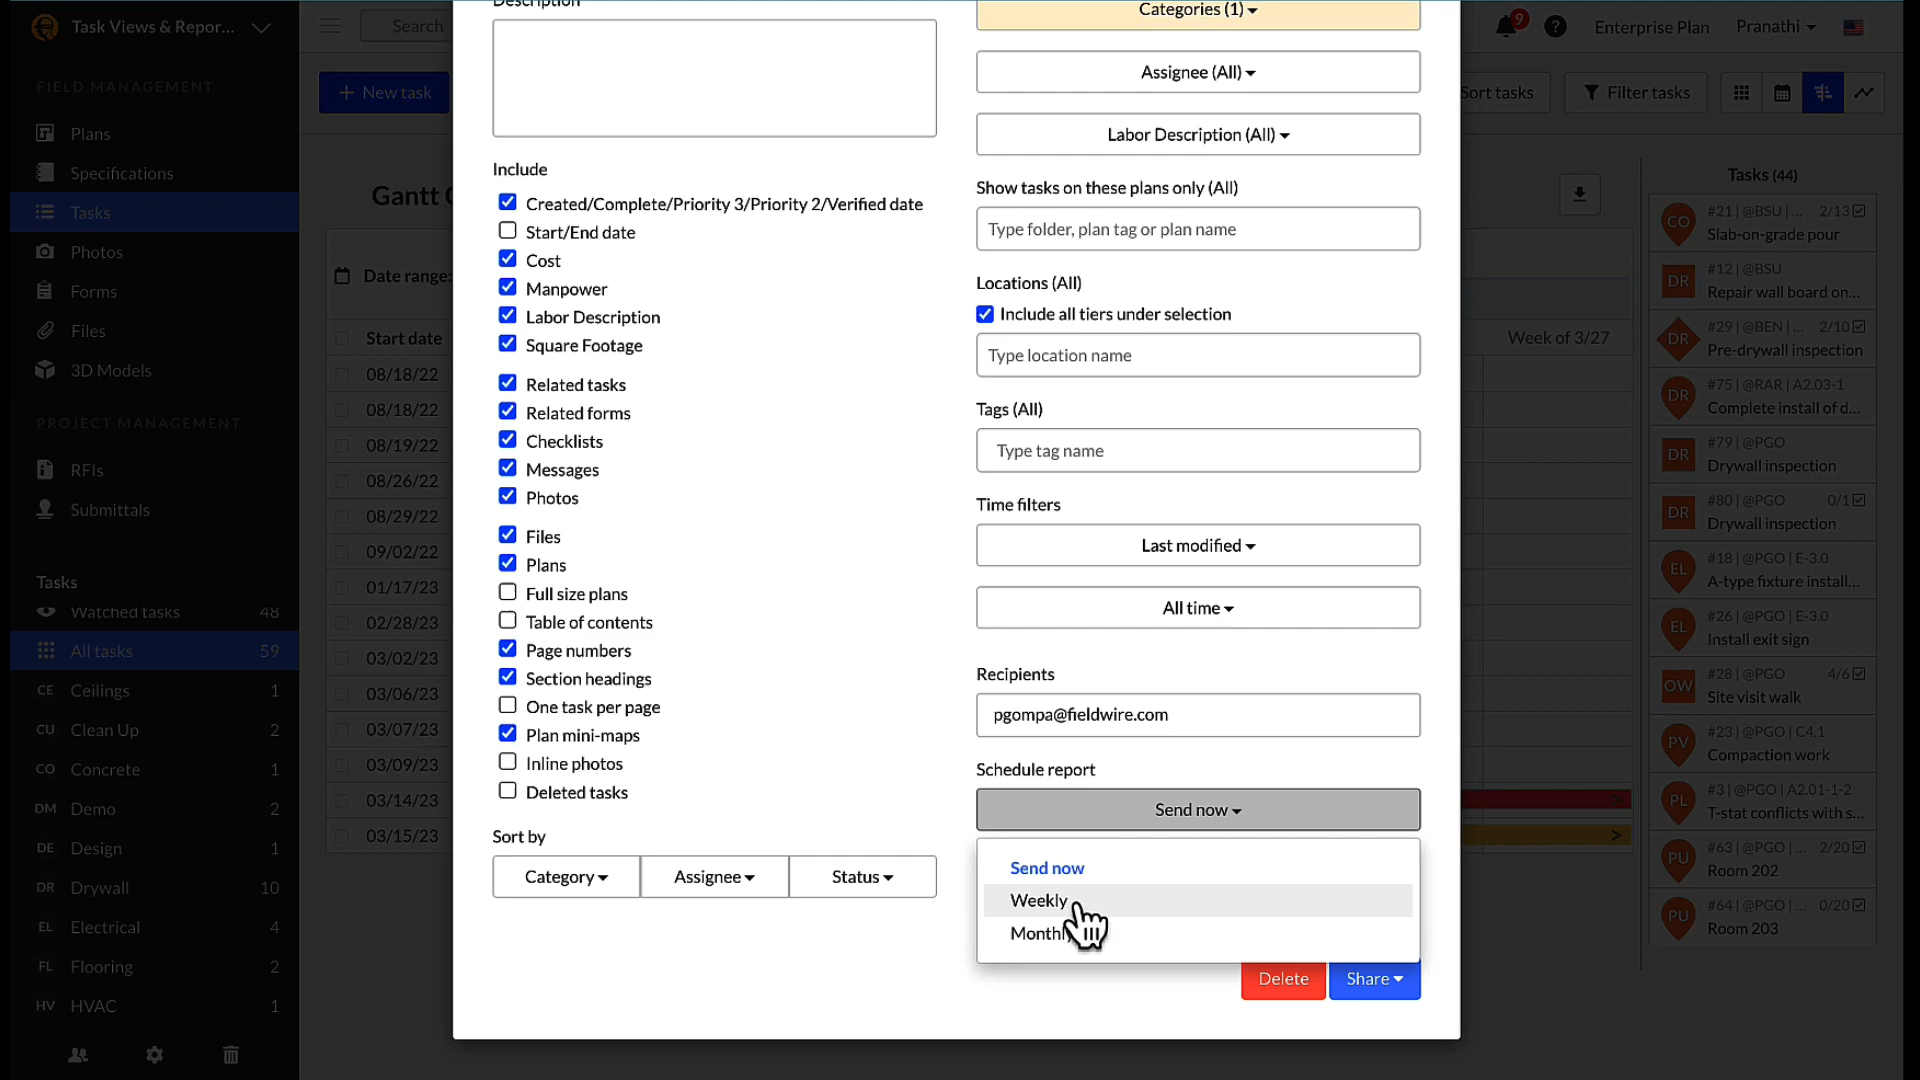 Task Views & Repor...
Search
9
?
Enterprise Plan
Pranathi
FIELD MANAGEMENT
Plans
Specifications
Tasks
Photos
Forms
Files
3D Models
PROJECT MANAGEMENT
RFIs
Submittals
Tasks
Watched tasks 48
All tasks 59
CE Ceilings 1
CU Clean Up 2
CO Concrete 1
DM Demo 2
DE Design 1
DR Drywall 10
EL Electrical 4
FL Flooring 2
HV HVAC 1
+ New task
Sort tasks
Filter tasks
Gantt
Date range:
Start date
08/18/22
08/18/22
08/19/22
08/26/22
08/29/22
09/02/22
01/17/23
02/28/23
03/02/23
03/06/23
03/07/23
03/09/23
03/14/23
03/15/23
Description
Include
Created/Complete/Priority 3/Priority 2/Verified date
Start/End date
Cost
Manpower
Labor Description
Square Footage
Related tasks
Related forms
Checklists
Messages
Photos
Files
Plans
Full size plans
Table of contents
Page numbers
Section headings
One task per page
Plan mini-maps
Inline photos
Deleted tasks
Sort by
Category
Assignee
Status
Categories (1)
Assignee (All)
Labor Description (All)
Show tasks on these plans only (All)
Type folder, plan tag or plan name
Locations (All)
Include all tiers under selection
Type location name
Tags (All)
Type tag name
Time filters
Last modified
All time
Recipients
pgompa@fieldwire.com
Schedule report
Send now
Send now
Weekly
Monthly
Delete
Share
Week of 3/27
Tasks (44)
CO
#21 | @BSU | ... 2/13
Slab-on-grade pour
DR
#12 | @BSU
Repair wall board on...
DR
#29 | @BEN | ... 2/10
Pre-drywall inspection
DR
#75 | @RAR | A2.03-1
Complete install of d...
DR
#79 | @PGO
Drywall inspection
DR
#80 | @PGO 0/1
Drywall inspection
EL
#18 | @PGO | E-3.0
A-type fixture install...
EL
#26 | @PGO | E-3.0
Install exit sign
OW
#28 | @PGO 4/6
Site visit walk
PV
#23 | @PGO | C4.1
Compaction work
PL
#3 | @PGO | A2.01-1-2
T-stat conflicts with s...
PU
#63 | @PGO | ... 2/20
Room 202
PU
#64 | @PGO | ... 0/20
Room 203